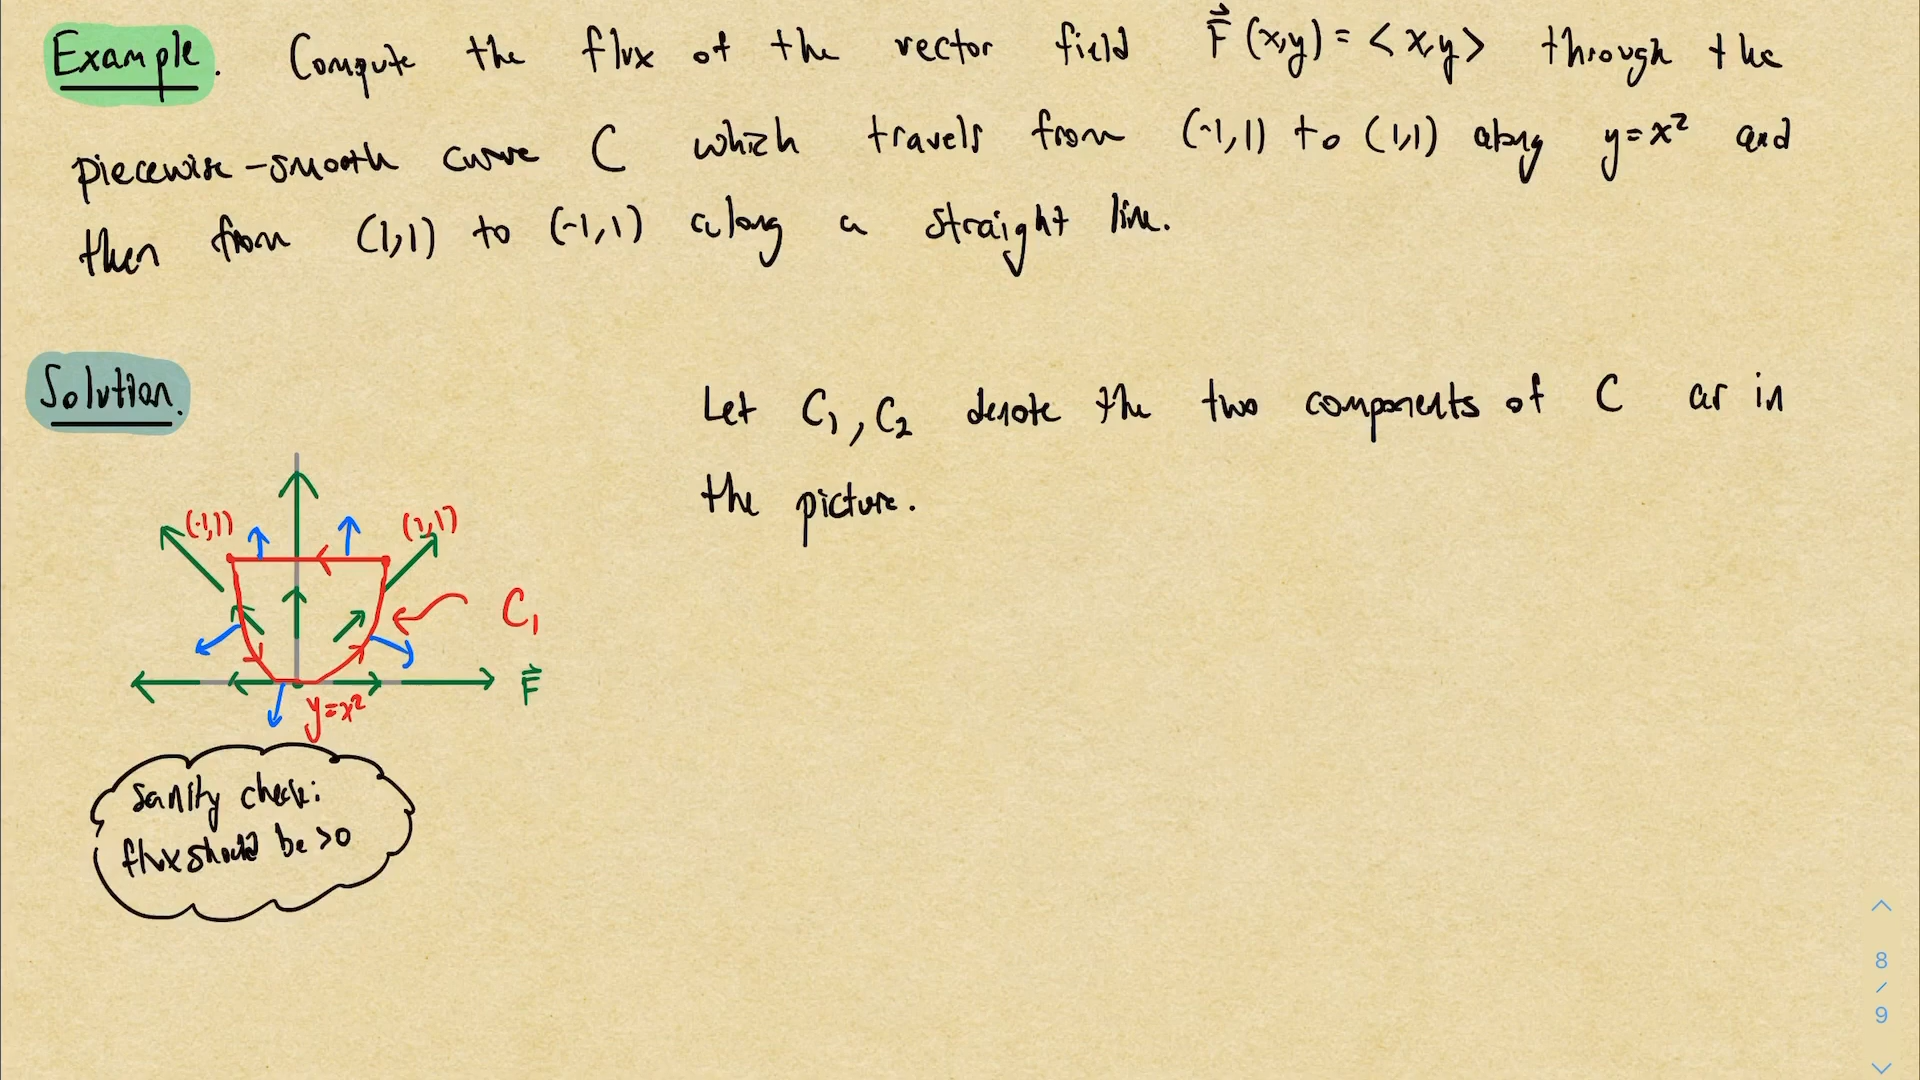 Example. Compute the flux of the vector field F⃗(x,y) = <x,y> through the
piecewise-smooth curve C which travels from (-1,1) to (1,1) along y=x² and
then from (1,1) to (-1,1) along a straight line.
Solution.
Let C₁, C₂ denote the two components of C as in
the picture.
(-1,1)
(1,1)
C₁
F⃗
y=x²
Sanity check:
flux should be >0
8
/
9